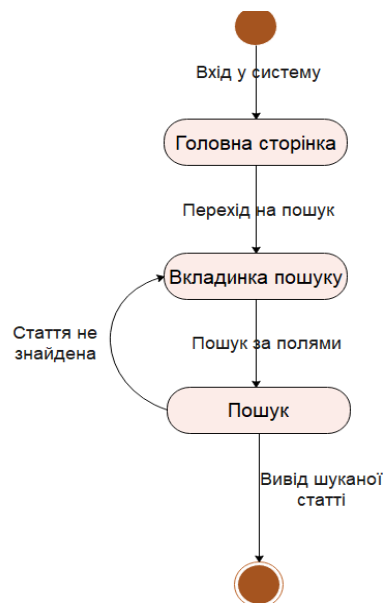 Вхід у систему
Головна сторінка
Перехід на пошук
Вкладинка пошуку
Стаття не
знайдена
Пошук за полями
Пошук
Вивід шуканої
статті